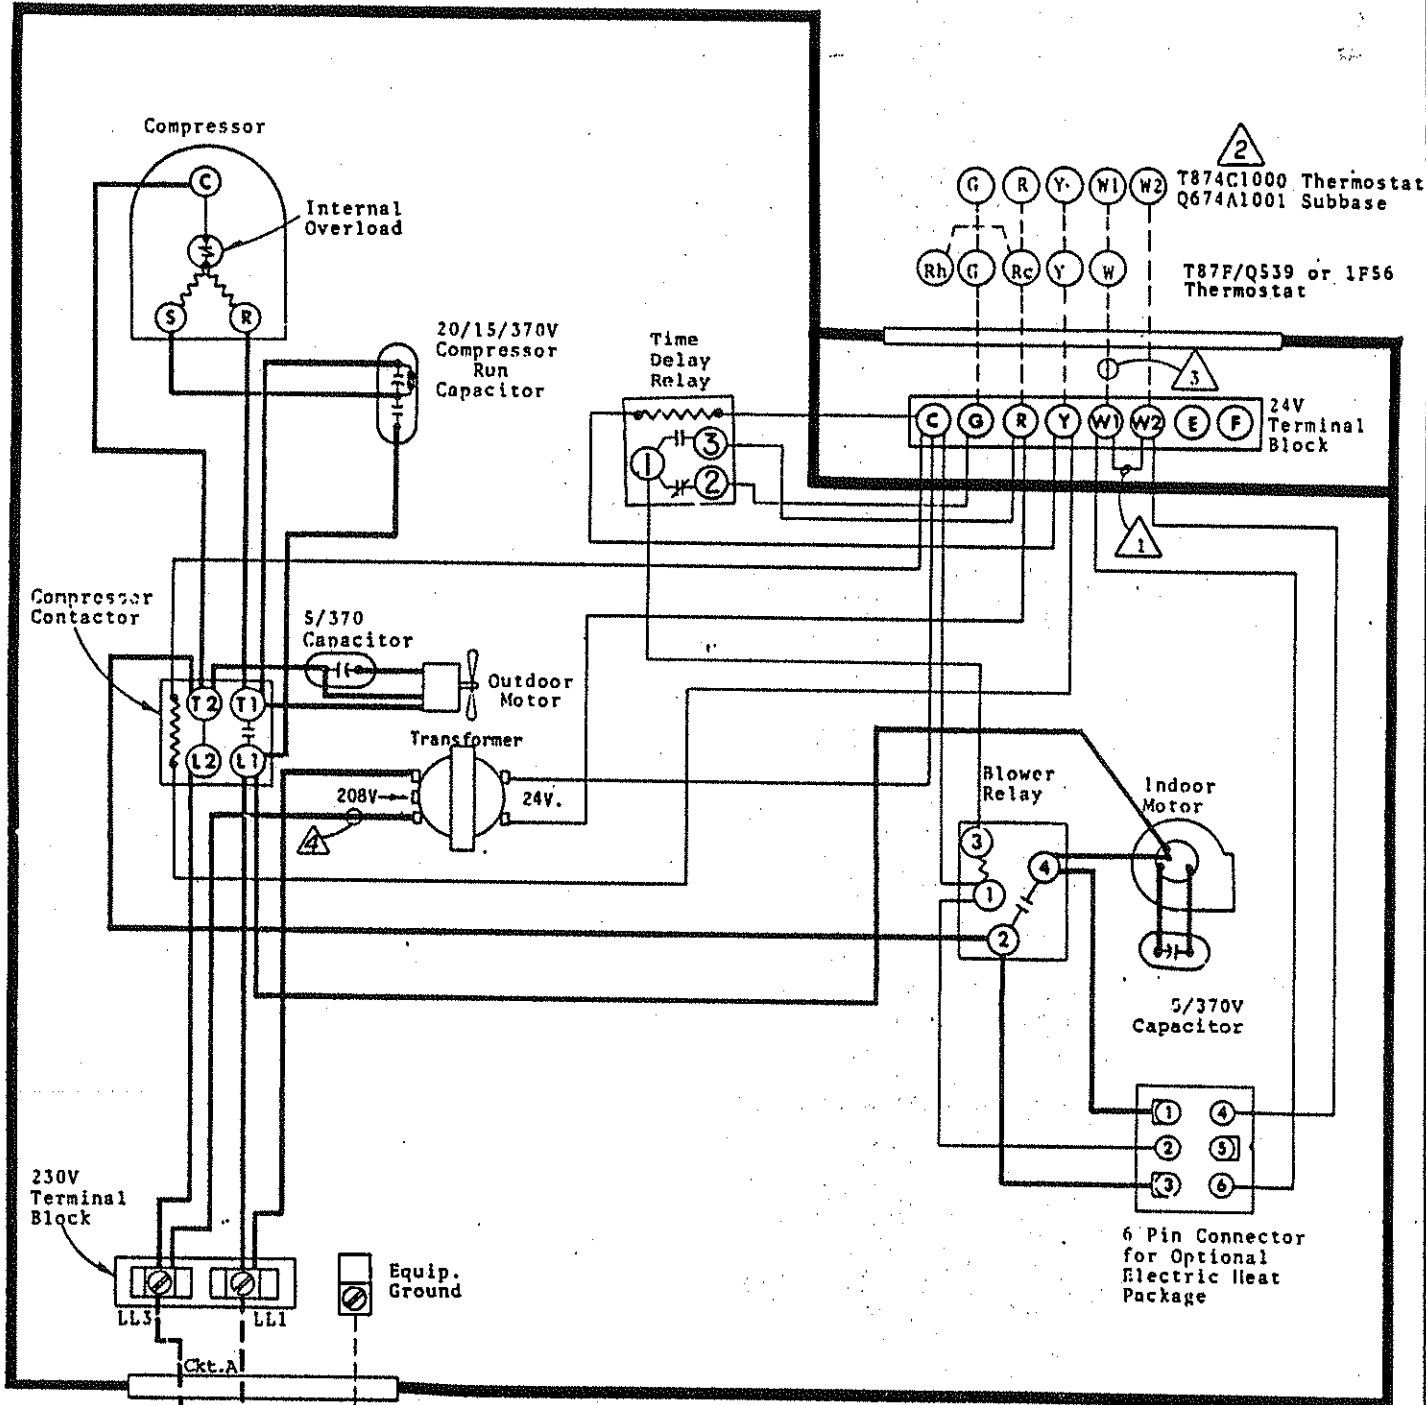 Compressor
C
Internal
Overload
S
R
20/15/370V
Compressor
Run
Capacitor
Time
Delay
Relay
1
3
2
2
G
R
Y
W1
W2
T874C1000 Thermostat
Q674A1001 Subbase
Rh
G
Rc
Y
W
T87F/Q539 or 1F56
Thermostat
3
C
G
R
Y
W1
W2
E
F
24V
Terminal
Block
1
Compressor
Contactor
T2
T1
L2
L1
5/370
Capacitor
Outdoor
Motor
Transformer
208V
24V.
4
Blower
Relay
3
4
1
2
Indoor
Motor
5/370V
Capacitor
1
4
2
5
3
6
6 Pin Connector
for Optional
Electric Heat
Package
230V
Terminal
Block
LL3
LL1
Equip.
Ground
Ckt.A